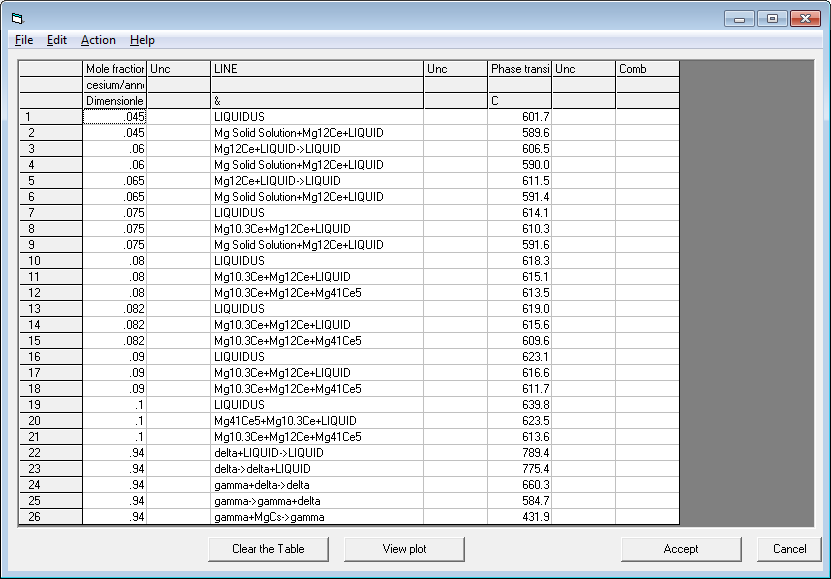 File Edit Action Help
Mole fraction Unc LINE Unc Phase transi Unc Comb
cesium/ann
Dimensionle & C
1 .045 LIQUIDUS 601.7
2 .045 Mg Solid Solution+Mg12Ce+LIQUID 589.6
3 .06 Mg12Ce+LIQUID->LIQUID 606.5
4 .06 Mg Solid Solution+Mg12Ce+LIQUID 590.0
5 .065 Mg12Ce+LIQUID->LIQUID 611.5
6 .065 Mg Solid Solution+Mg12Ce+LIQUID 591.4
7 .075 LIQUIDUS 614.1
8 .075 Mg10.3Ce+Mg12Ce+LIQUID 610.3
9 .075 Mg Solid Solution+Mg12Ce+LIQUID 591.6
10 .08 LIQUIDUS 618.3
11 .08 Mg10.3Ce+Mg12Ce+LIQUID 615.1
12 .08 Mg10.3Ce+Mg12Ce+Mg41Ce5 613.5
13 .082 LIQUIDUS 619.0
14 .082 Mg10.3Ce+Mg12Ce+LIQUID 615.6
15 .082 Mg10.3Ce+Mg12Ce+Mg41Ce5 609.6
16 .09 LIQUIDUS 623.1
17 .09 Mg10.3Ce+Mg12Ce+LIQUID 616.6
18 .09 Mg10.3Ce+Mg12Ce+Mg41Ce5 611.7
19 .1 LIQUIDUS 639.8
20 .1 Mg41Ce5+Mg10.3Ce+LIQUID 623.5
21 .1 Mg10.3Ce+Mg12Ce+Mg41Ce5 613.6
22 .94 delta+LIQUID->LIQUID 789.4
23 .94 delta->delta+LIQUID 775.4
24 .94 gamma+delta->delta 660.3
25 .94 gamma->gamma+delta 584.7
26 .94 gamma+MgCs->gamma 431.9
Clear the Table View plot Accept Cancel